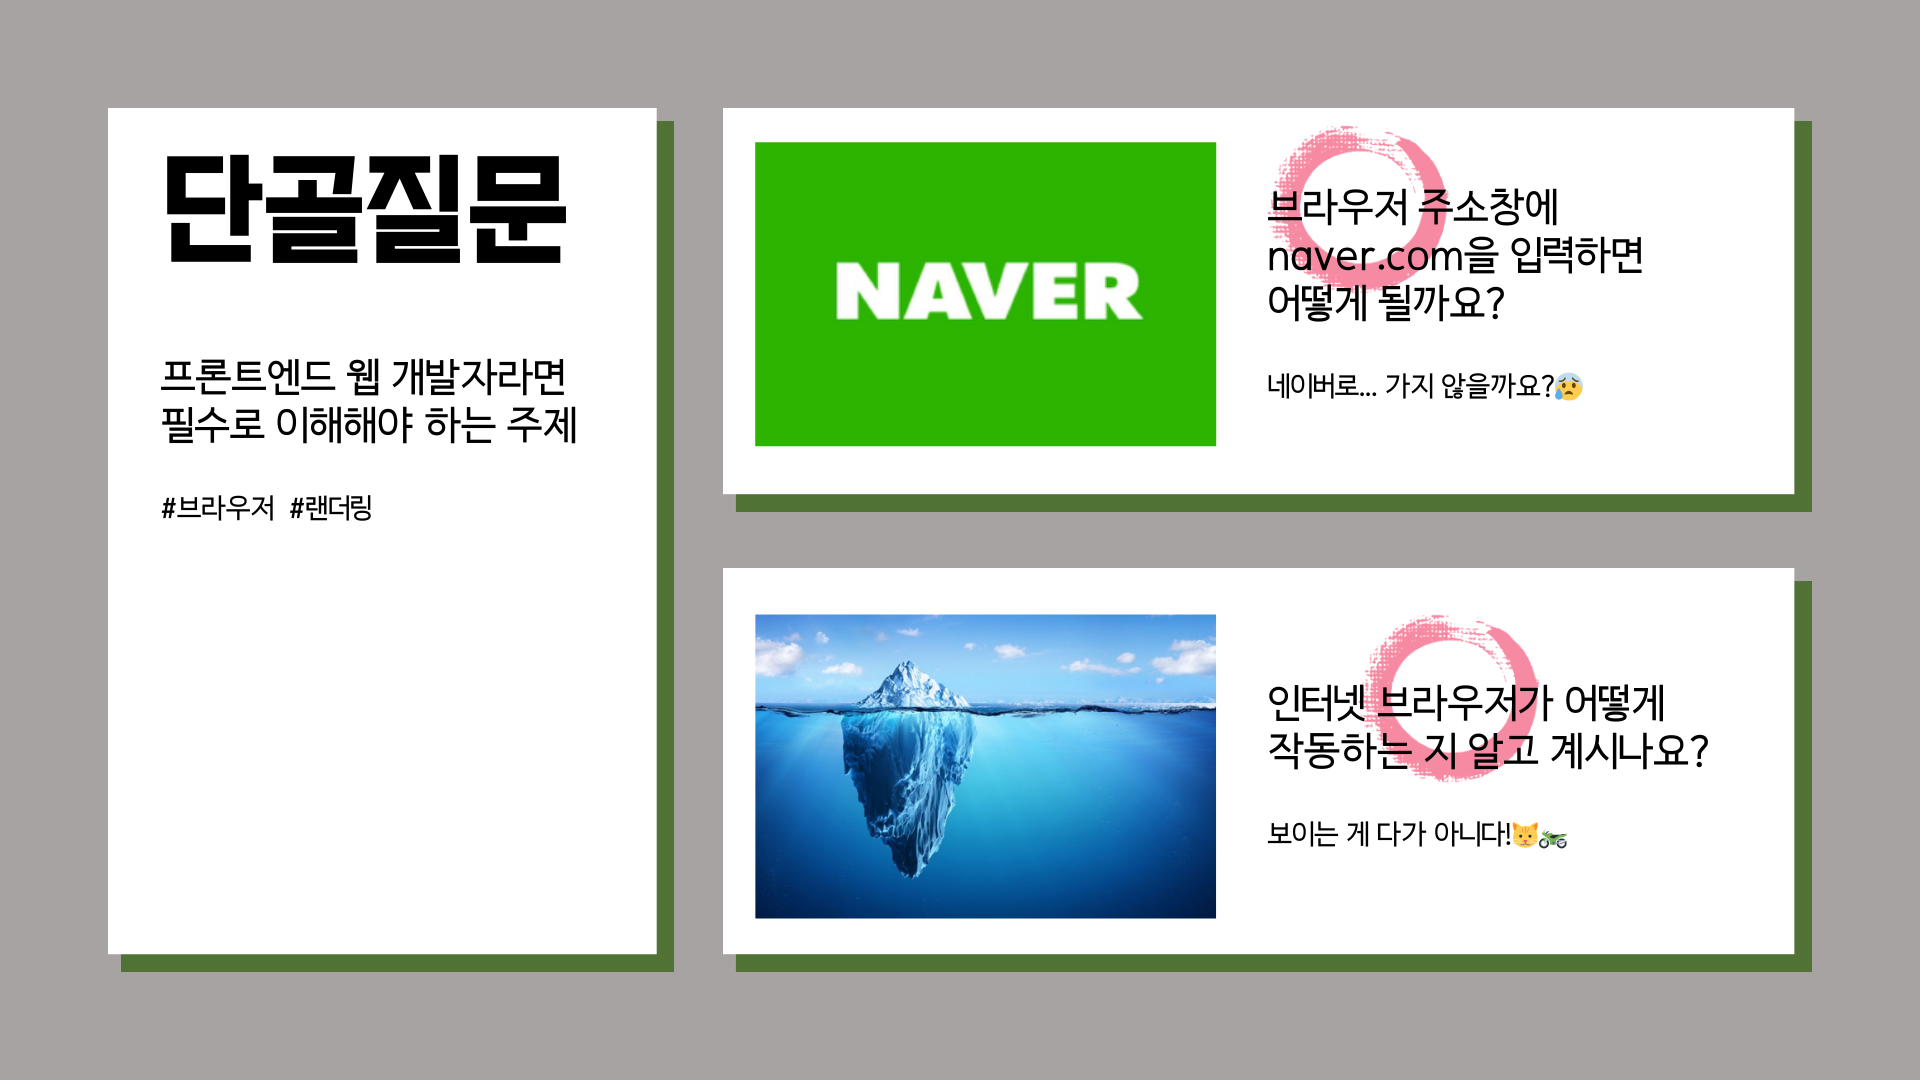 단골질문
프론트엔드 웹 개발자라면
필수로 이해해야 하는 주제
#브라우저 #랜더링
NAVER
브라우저 주소창에
naver.com을 입력하면
어떻게 될까요?
네이버로... 가지 않을까요?😰
인터넷 브라우저가 어떻게
작동하는 지 알고 계시나요?
보이는 게 다가 아니다!🐱🏍